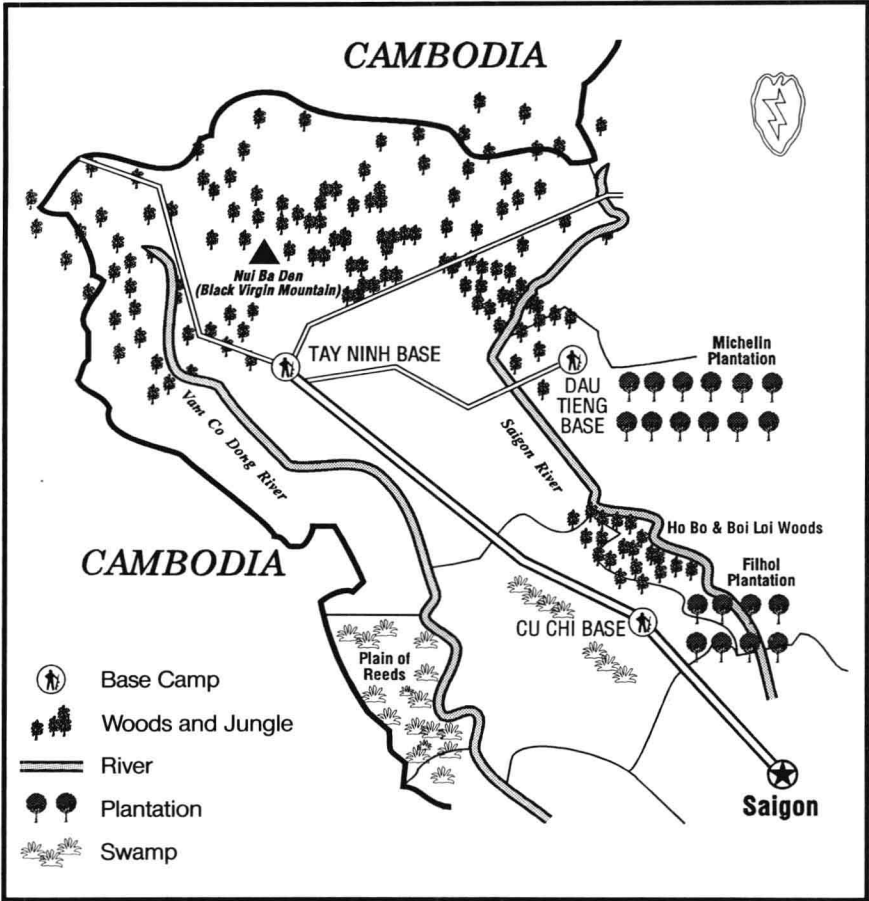 CAMBODIA
Nui Ba Den
(Black Virgin Mountain)
TAY NINH BASE
Michelin
Plantation
DAU
TIENG
BASE
Vam Co Dong River
Saigon River
Ho Bo & Boi Loi Woods
CAMBODIA
Filhol
Plantation
CU CHI BASE
Plain of
Reeds
Base Camp
Woods and Jungle
River
Plantation
Swamp
Saigon